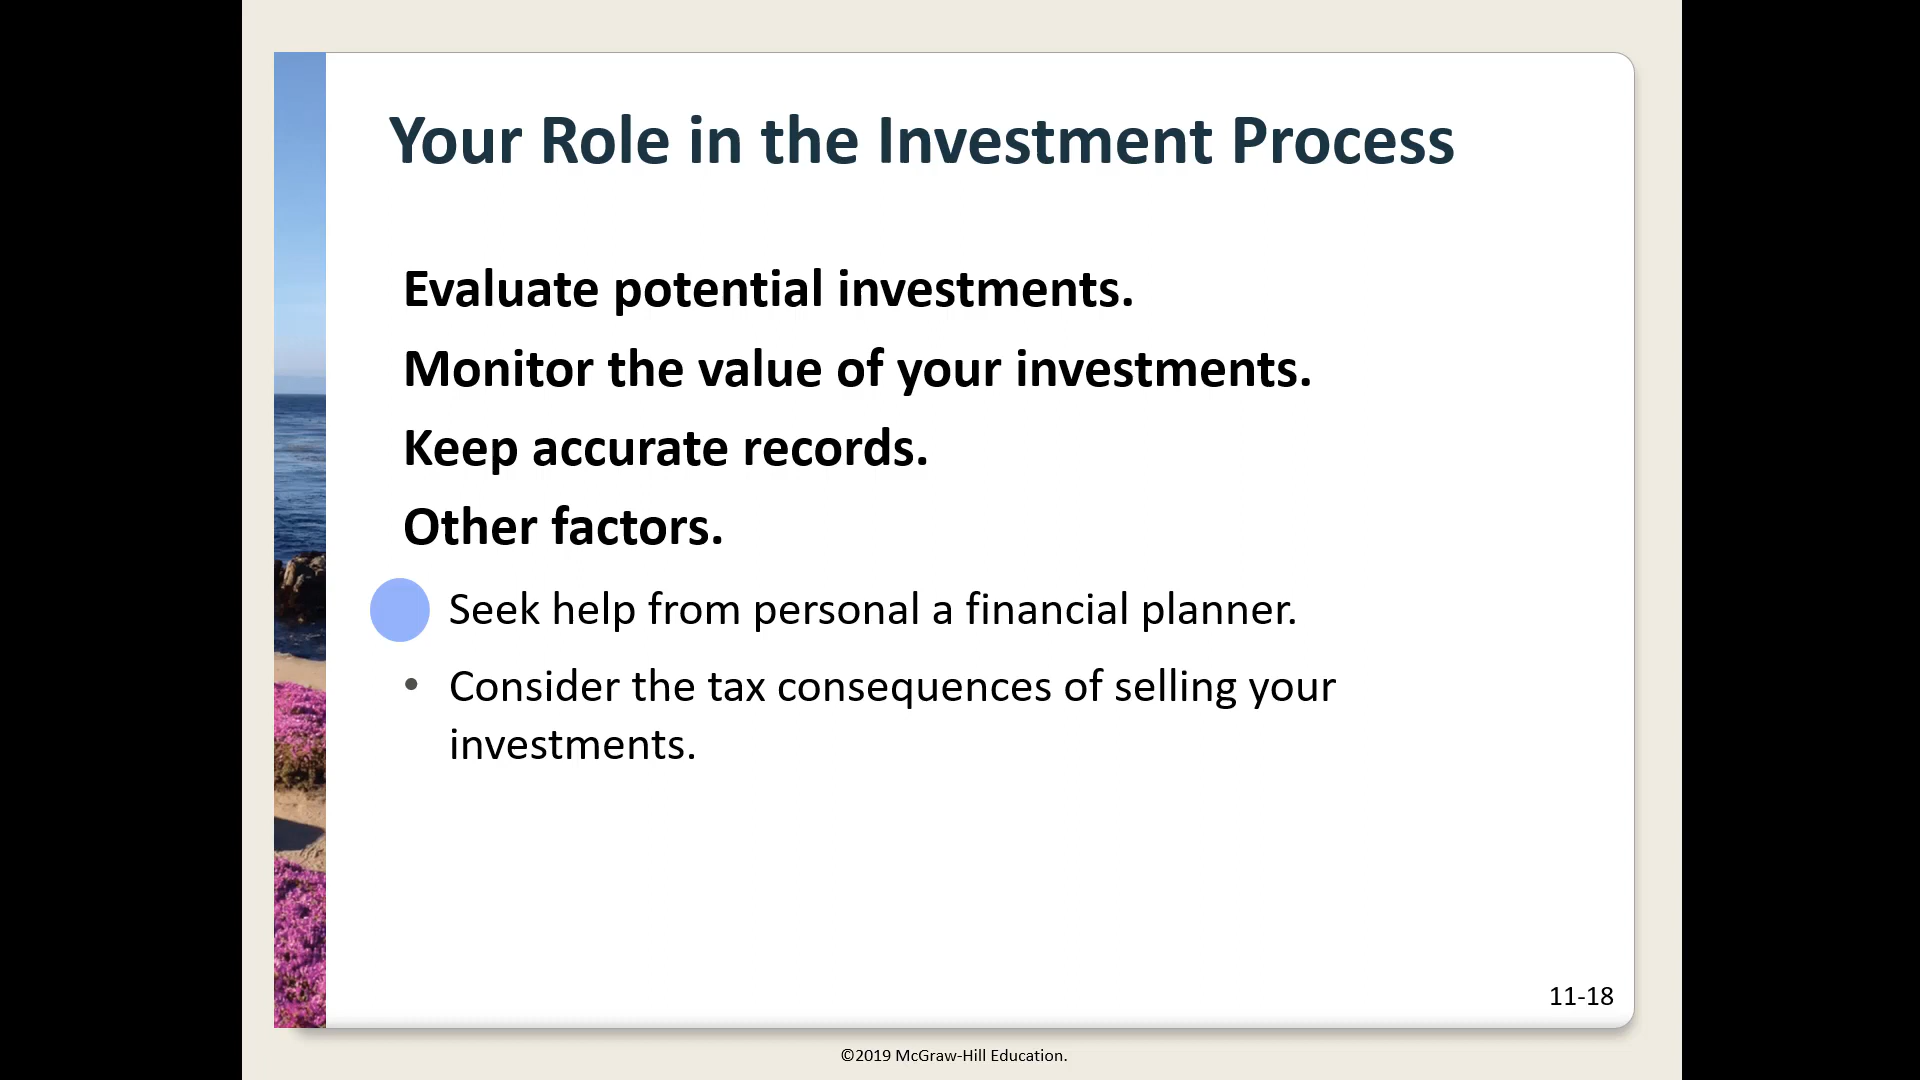 Your Role in the Investment Process
Evaluate potential investments.
Monitor the value of your investments.
Keep accurate records.
Other factors.
Seek help from personal a financial planner.
• Consider the tax consequences of selling your
investments.
11-18
©2019 McGraw-Hill Education.